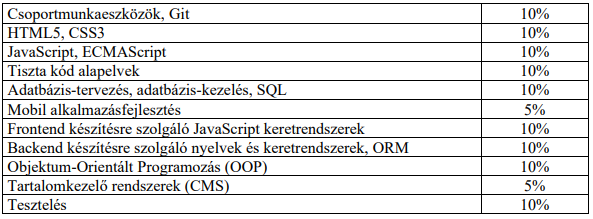 Csoportmunkaeszközök, Git 10%
HTML5, CSS3 10%
JavaScript, ECMAScript 10%
Tiszta kód alapelvek 10%
Adatbázis-tervezés, adatbázis-kezelés, SQL 10%
Mobil alkalmazásfejlesztés 5%
Frontend készítésre szolgáló JavaScript keretrendszerek 10%
Backend készítésre szolgáló nyelvek és keretrendszerek, ORM 10%
Objektum-Orientált Programozás (OOP) 10%
Tartalomkezelő rendszerek (CMS) 5%
Tesztelés 10%